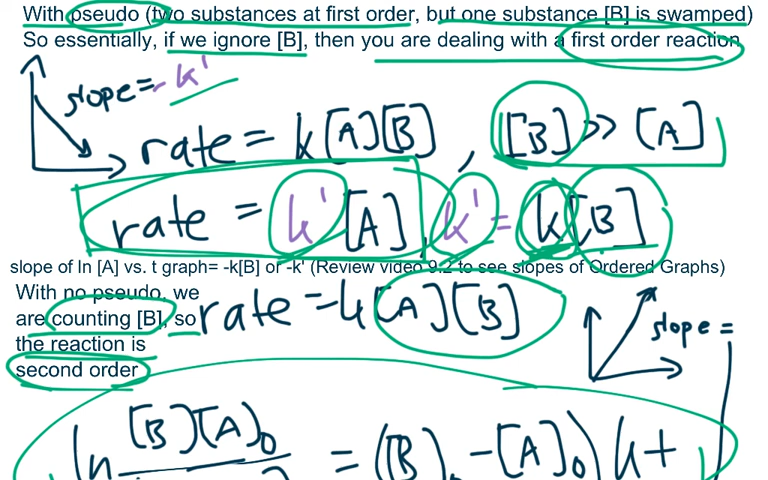 With pseudo (two substances at first order, but one substance [B] is swamped)
So essentially, if we ignore [B], then you are dealing with a first order reaction
slope = -k'
rate = k[A][B], [B] >> [A]
rate = k'[A], k' = k[B]
slope of ln [A] vs. t graph= -k[B] or -k' (Review video 9.2 to see slopes of Ordered Graphs)
With no pseudo, we
are counting [B], so
the reaction is
second order
rate = k[A][B]
slope =
ln [B][A]₀ = ([B]₀ - [A]₀) kt